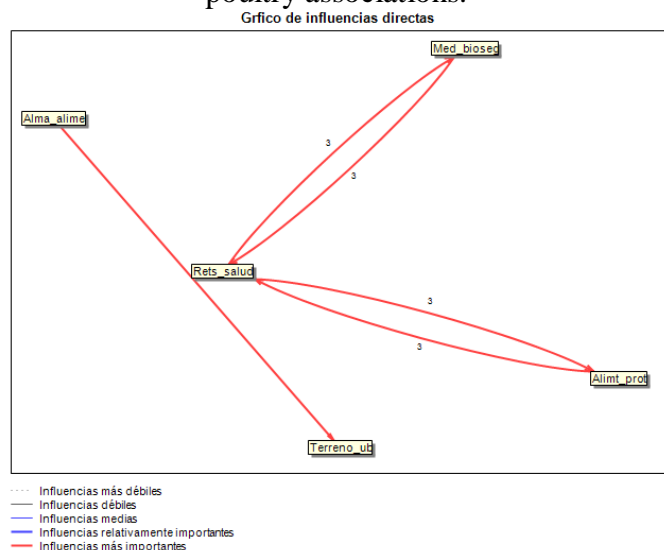 poultry associations.
Grfico de influencias directas
Med_bioseg
Alma_alime
3
3
Rets_salud
3
3
Alimt_prot
Terreno_ub
Influencias más débiles
Influencias débiles
Influencias medias
Influencias relativamente importantes
Influencias más importantes